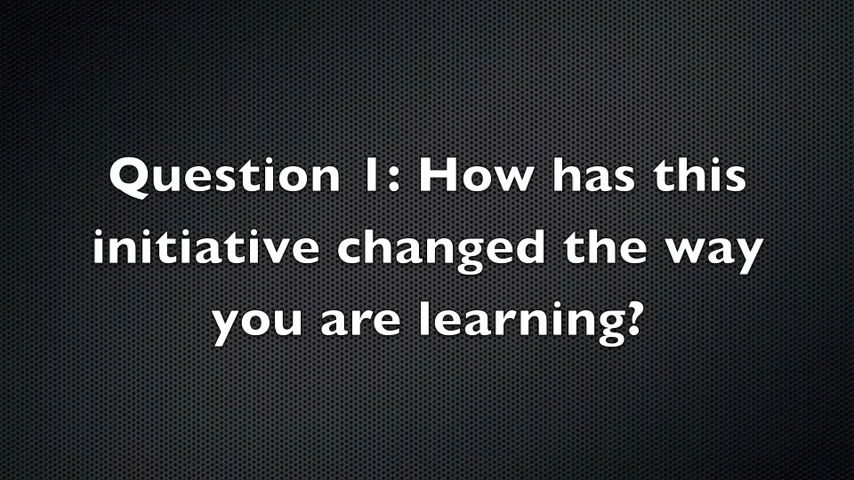 Question 1: How has this
initiative changed the way
you are learning?